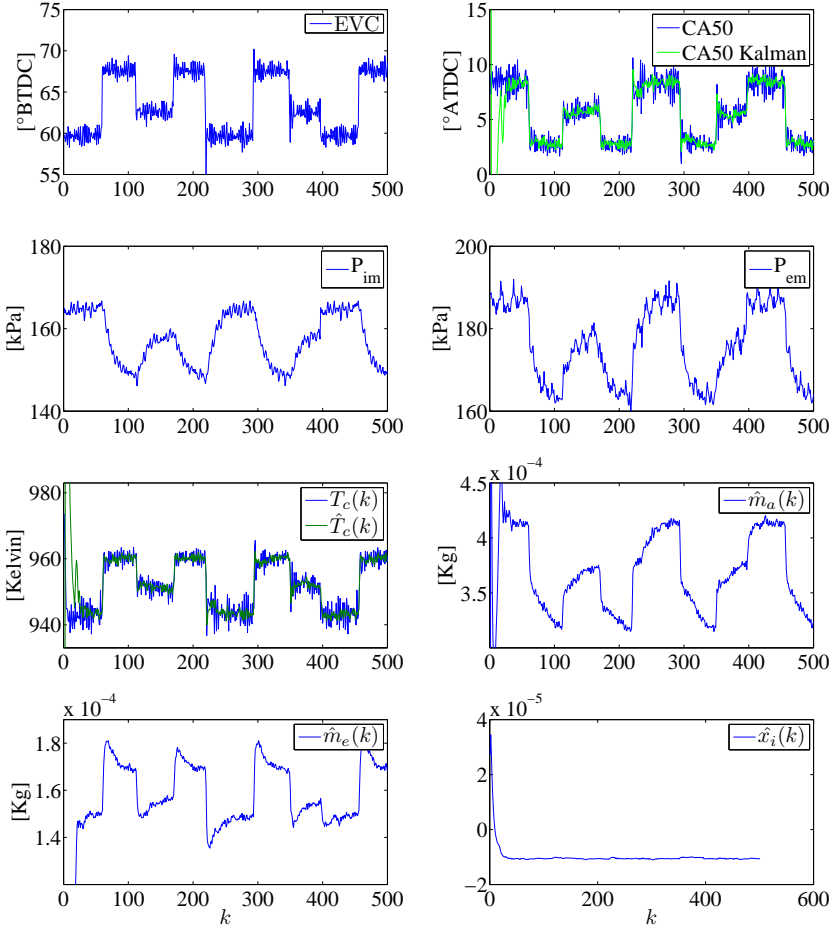 75
70
65
60
55
[°BTDC]
EVC
0 100 200 300 400 500
15
10
5
0
[°ATDC]
CA50
CA50 Kalman
0 100 200 300 400 500
180
160
140
[kPa]
P_im
0 100 200 300 400 500
200
180
160
[kPa]
P_em
0 100 200 300 400 500
980
960
940
[Kelvin]
T_c(k)
T̂_c(k)
0 100 200 300 400 500
x 10⁻⁴
4.5
4
3.5
3
[Kg]
m̂_a(k)
0 100 200 300 400 500
x 10⁻⁴
1.8
1.6
1.4
[Kg]
m̂_e(k)
0 100 200 300 400 500
k
x 10⁻⁵
4
2
0
−2
x̂_i(k)
0 200 400 600
k